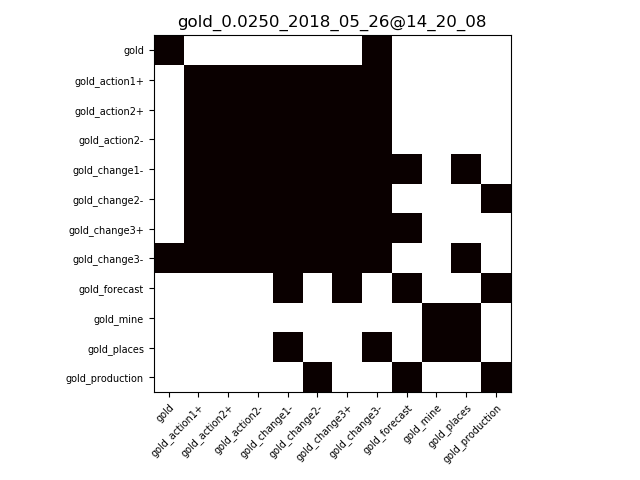 gold_0.0250_2018_05_26@14_20_08
gold
gold_action1+
gold_action2+
gold_action2-
gold_change1-
gold_change2-
gold_change3+
gold_change3-
gold_forecast
gold_mine
gold_places
gold_production
gold
gold_action1+
gold_action2+
gold_action2-
gold_change1-
gold_change2-
gold_change3+
gold_change3-
gold_forecast
gold_mine
gold_places
gold_production